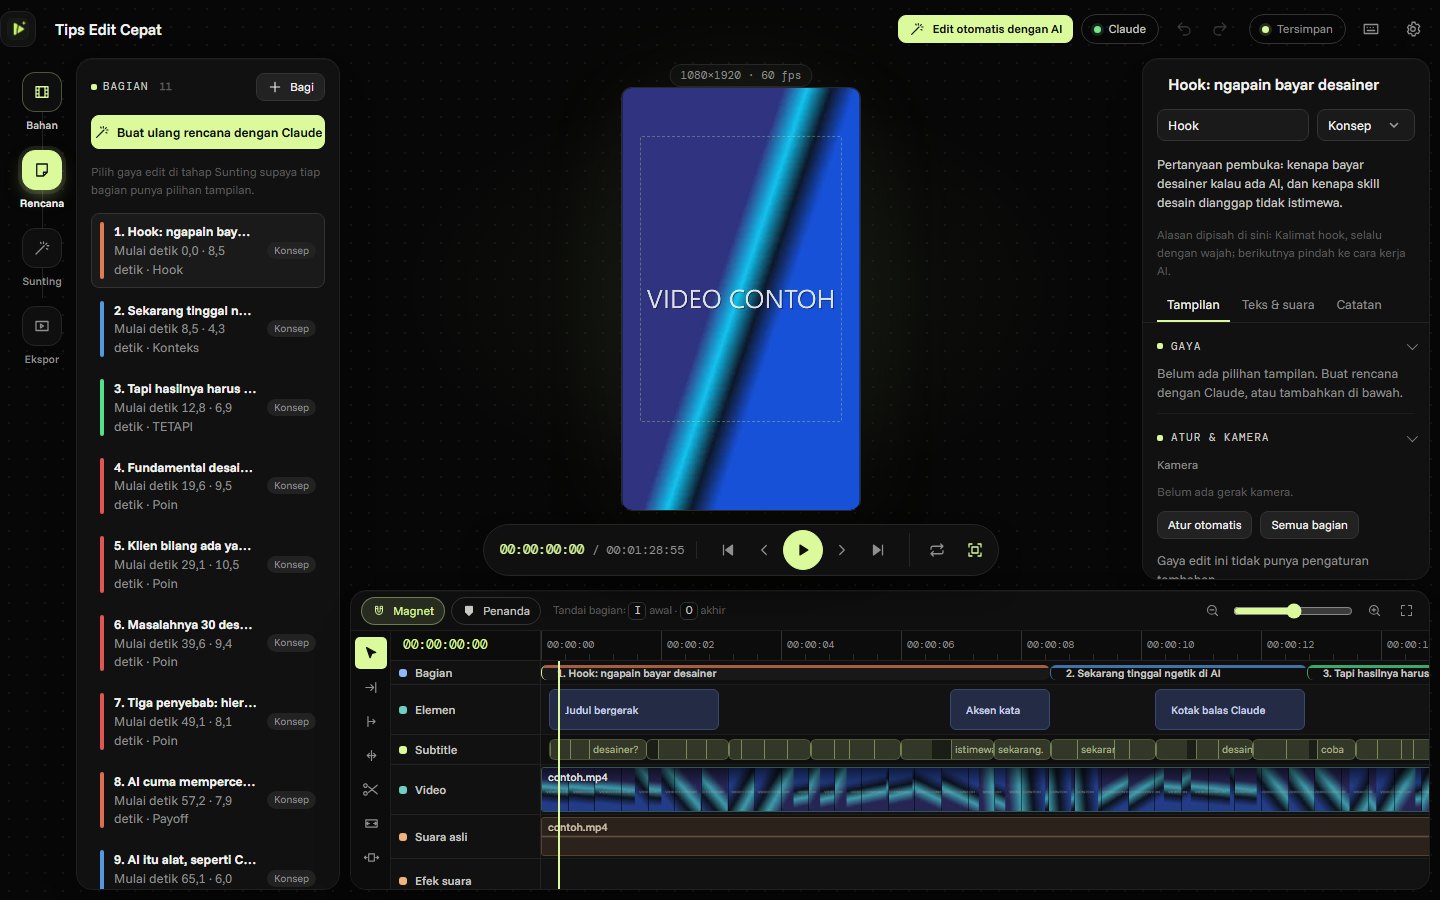 Tips Edit Cepat
Edit otomatis dengan AI
Claude
Tersimpan
Bahan
Rencana
Sunting
Ekspor
BAGIAN 11
Bagi
Buat ulang rencana dengan Claude
Pilih gaya edit di tahap Sunting supaya tiap
bagian punya pilihan tampilan.
1. Hook: ngapain bay...
Mulai detik 0,0 · 8,5
detik · Hook
Konsep
2. Sekarang tinggal n...
Mulai detik 8,5 · 4,3
detik · Konteks
Konsep
3. Tapi hasilnya harus ...
Mulai detik 12,8 · 6,9
detik · TETAPI
Konsep
4. Fundamental desai...
Mulai detik 19,6 · 9,5
detik · Poin
Konsep
5. Klien bilang ada ya...
Mulai detik 29,1 · 10,5
detik · Poin
Konsep
6. Masalahnya 30 des...
Mulai detik 39,6 · 9,4
detik · Poin
Konsep
7. Tiga penyebab: hier...
Mulai detik 49,1 · 8,1
detik · Poin
Konsep
8. AI cuma memperce...
Mulai detik 57,2 · 7,9
detik · Payoff
Konsep
9. AI itu alat, seperti C...
Mulai detik 65,1 · 6,0
Konsep
1080×1920 · 60 fps
VIDEO CONTOH
00:00:00:00 / 00:01:28:55
Hook: ngapain bayar desainer
Hook
Konsep
Pertanyaan pembuka: kenapa bayar
desainer kalau ada AI, dan kenapa skill
desain dianggap tidak istimewa.
Alasan dipisah di sini: Kalimat hook, selalu
dengan wajah; berikutnya pindah ke cara kerja
AI.
Tampilan
Teks & suara
Catatan
GAYA
Belum ada pilihan tampilan. Buat rencana
dengan Claude, atau tambahkan di bawah.
ATUR & KAMERA
Kamera
Belum ada gerak kamera.
Atur otomatis
Semua bagian
Gaya edit ini tidak punya pengaturan
Magnet
Penanda
Tandai bagian: I awal · O akhir
00:00:00:00
00:00:00
00:00:02
00:00:04
00:00:06
00:00:08
00:00:10
00:00:12
00:00:1
Bagian
1. Hook: ngapain bayar desainer
2. Sekarang tinggal ngetik di AI
3. Tapi hasilnya harus
Elemen
Judul bergerak
Aksen kata
Kotak balas Claude
Subtitle
desainer?
istimewa
sekarang.
sekarar
desain
coba
Video
contoh.mp4
Suara asli
contoh.mp4
Efek suara